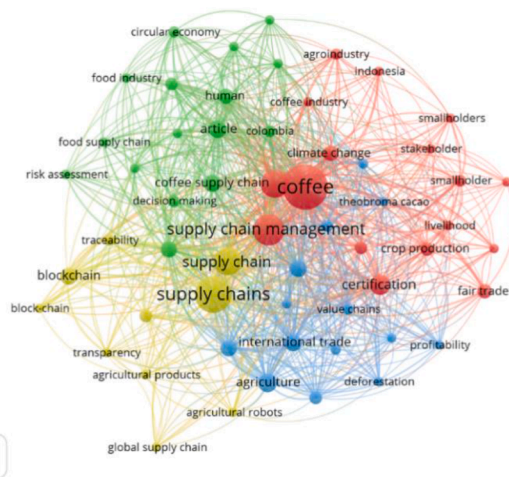 circular economy
agroindustry
food industry
indonesia
human
coffee industry
article
colombia
smallholders
food supply chain
climate change
stakeholder
risk assessment
coffee supply chain
coffee
smallholder
decision making
theobroma cacao
supply chain management
livelihood
traceability
crop production
blockchain
supply chain
certification
supply chains
fair trade
block-chain
value chains
transparency
international trade
profitability
agricultural products
agriculture
deforestation
agricultural robots
global supply chain